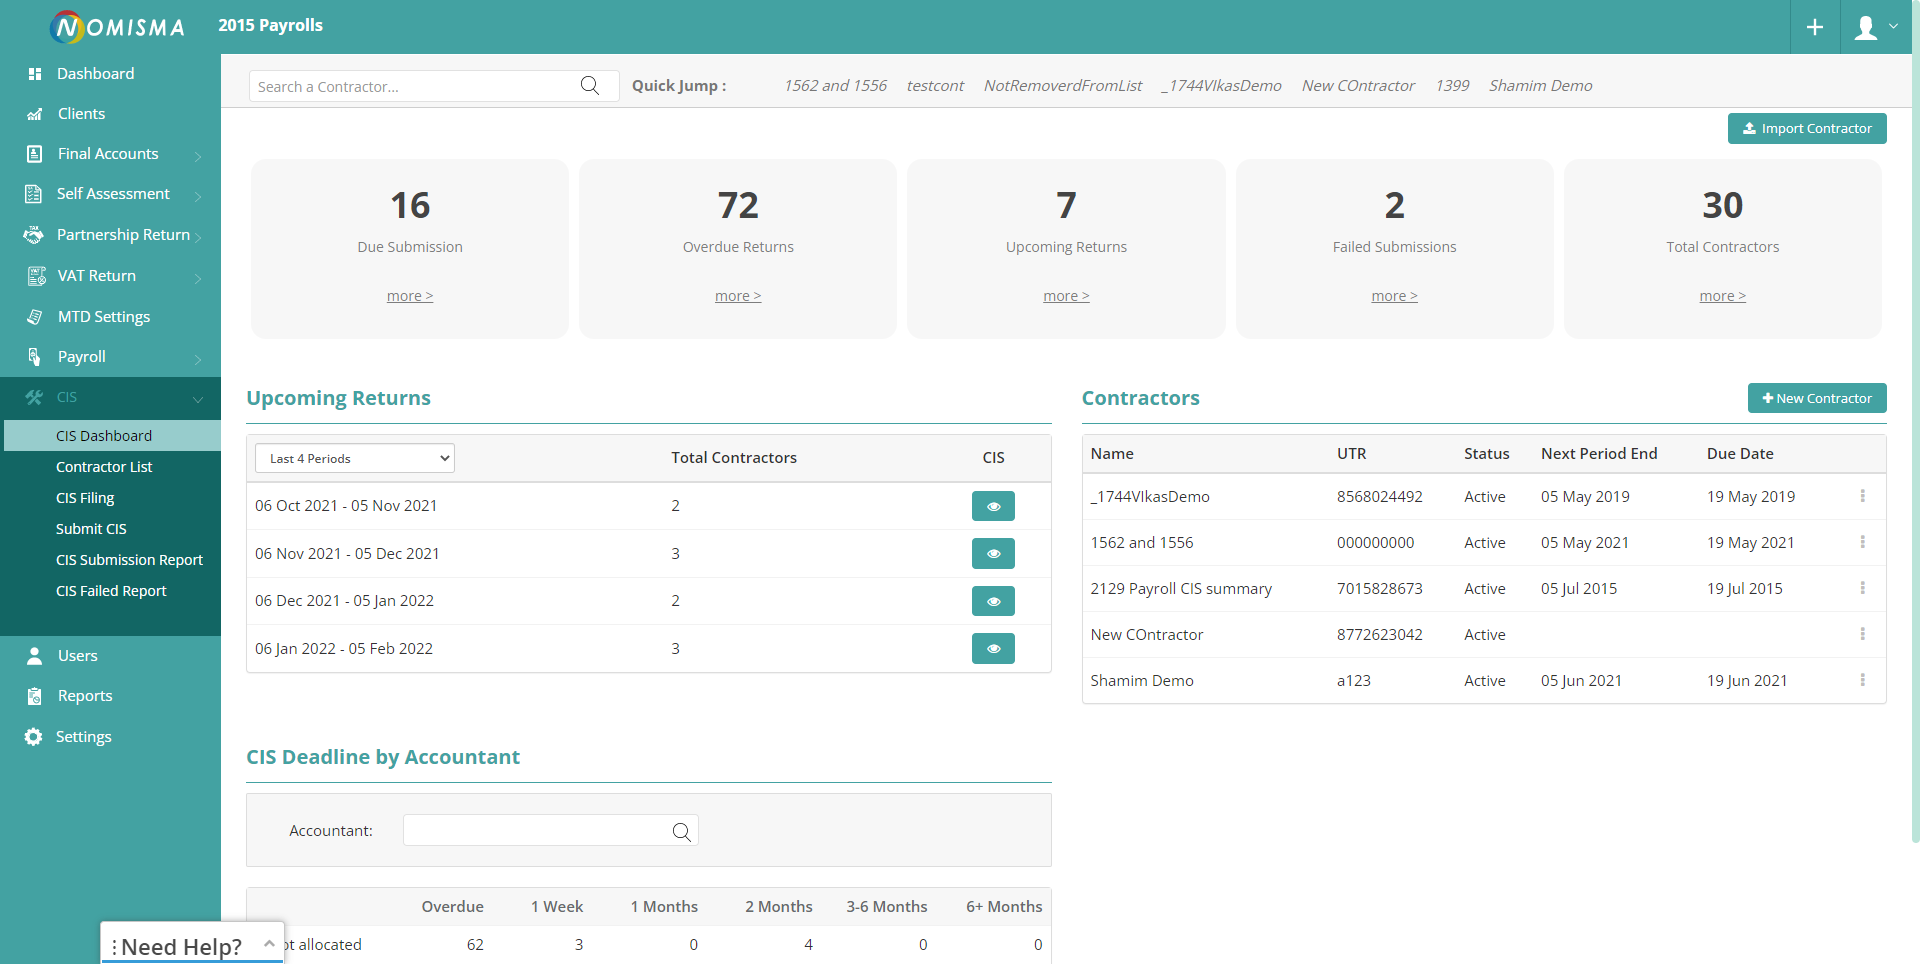 NOMISMA
2015 Payrolls
Dashboard
Clients
Final Accounts
Self Assessment
Partnership Return
VAT Return
MTD Settings
Payroll
CIS
CIS Dashboard
Contractor List
CIS Filing
Submit CIS
CIS Submission Report
CIS Failed Report
Users
Reports
Settings
Search a Contractor...
Quick Jump : 1562 and 1556 testcont NotRemoverdFromList _1744VIkasDemo New COntractor 1399 Shamim Demo
Import Contractor
16
Due Submission
more >
72
Overdue Returns
more >
7
Upcoming Returns
more >
2
Failed Submissions
more >
30
Total Contractors
more >
Upcoming Returns
Last 4 Periods Total Contractors CIS
06 Oct 2021 - 05 Nov 2021 2
06 Nov 2021 - 05 Dec 2021 3
06 Dec 2021 - 05 Jan 2022 2
06 Jan 2022 - 05 Feb 2022 3
Contractors
New Contractor
Name UTR Status Next Period End Due Date
_1744VIkasDemo 8568024492 Active 05 May 2019 19 May 2019
1562 and 1556 000000000 Active 05 May 2021 19 May 2021
2129 Payroll CIS summary 7015828673 Active 05 Jul 2015 19 Jul 2015
New COntractor 8772623042 Active
Shamim Demo a123 Active 05 Jun 2021 19 Jun 2021
CIS Deadline by Accountant
Accountant:
Overdue 1 Week 1 Months 2 Months 3-6 Months 6+ Months
ot allocated 62 3 0 4 0 0
Need Help?